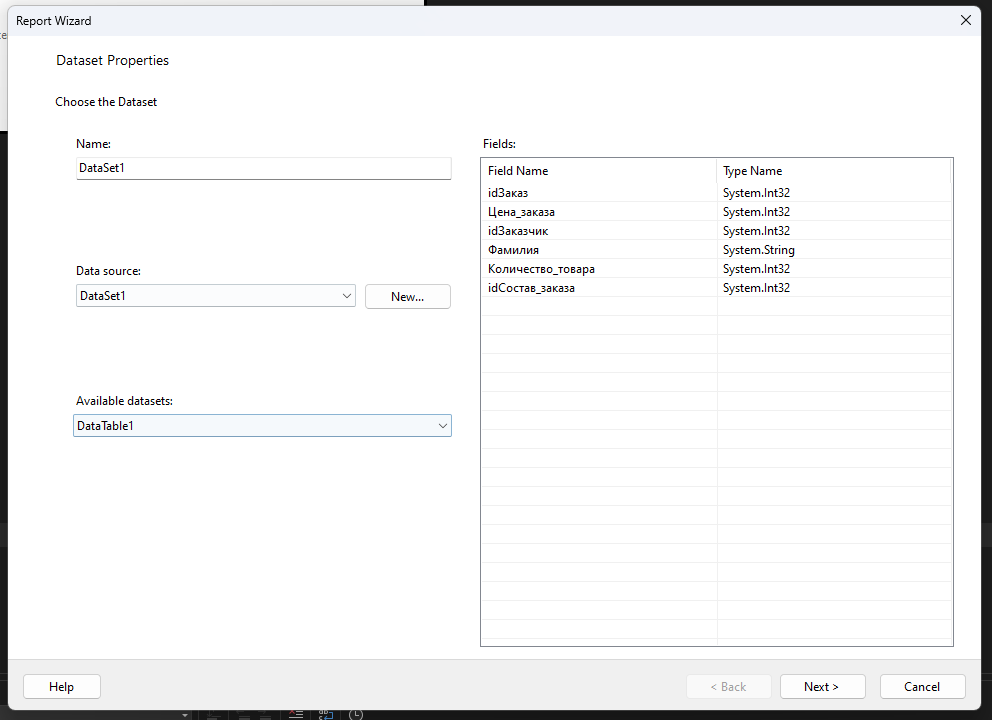 Report Wizard
Dataset Properties
Choose the Dataset
Name:
DataSet1
Data source:
DataSet1
New...
Available datasets:
DataTable1
Fields:
Field Name Type Name
idЗаказ System.Int32
Цена_заказа System.Int32
idЗаказчик System.Int32
Фамилия System.String
Количество_товара System.Int32
idСостав_заказа System.Int32
Help
< Back
Next >
Cancel